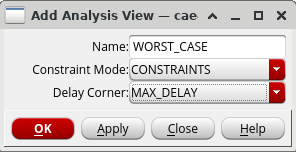 Add Analysis View — cae
Name: WORST_CASE
Constraint Mode: CONSTRAINTS
Delay Corner: MAX_DELAY
OK Apply Close Help